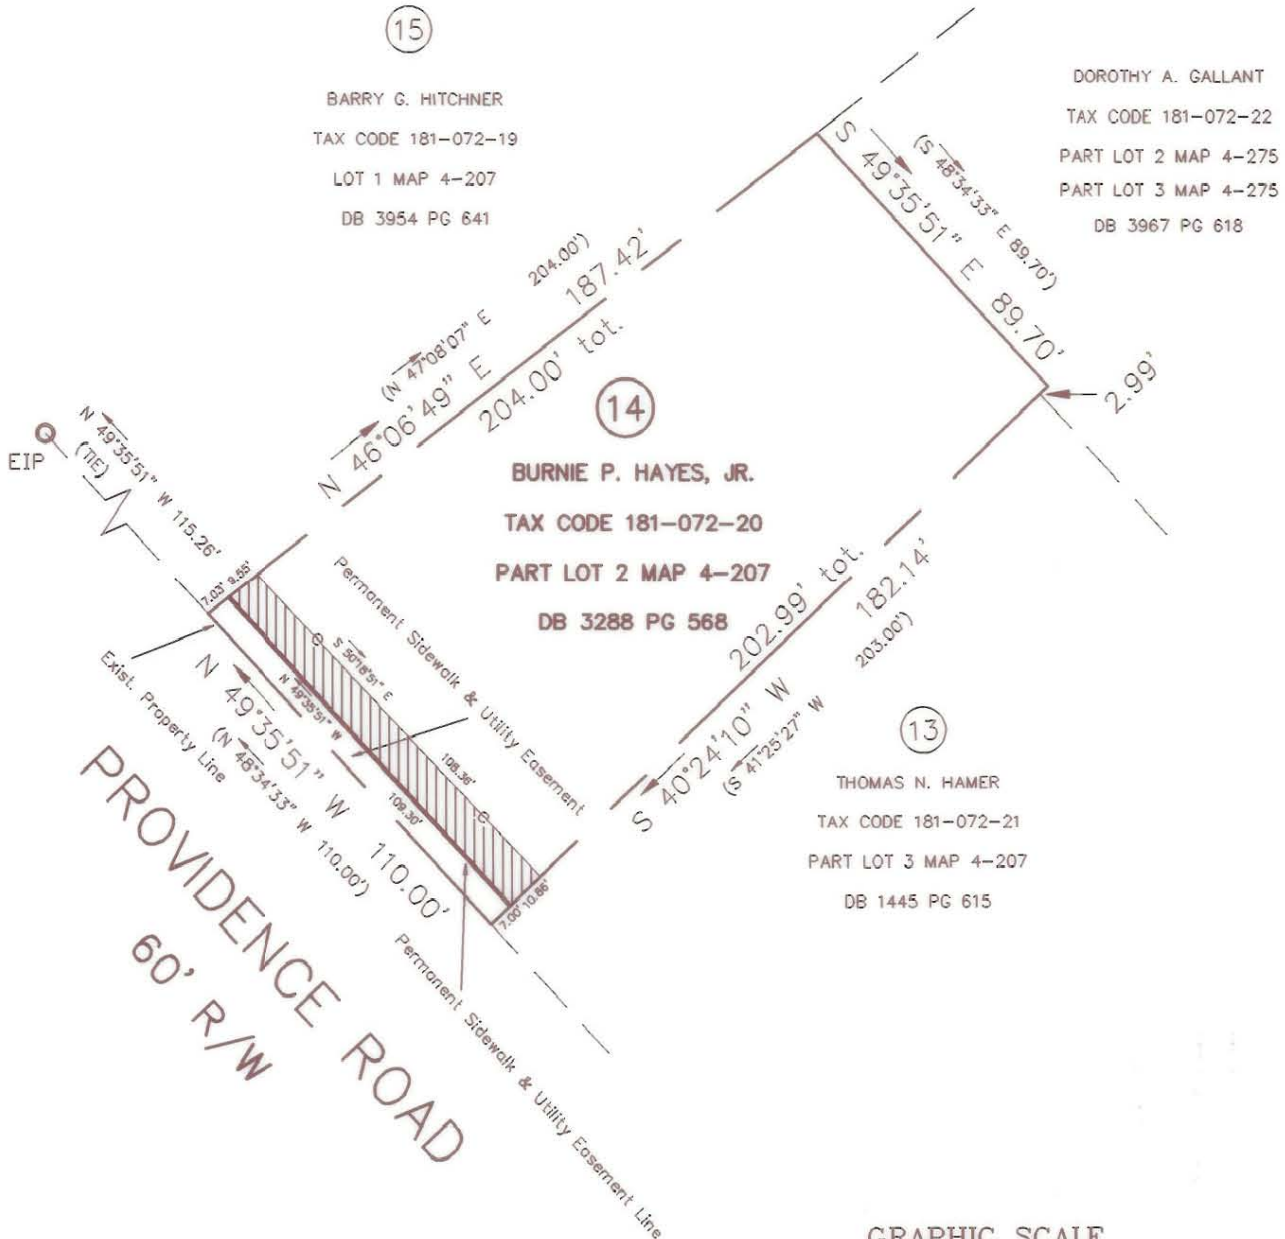 15
BARRY G. HITCHNER
TAX CODE 181-072-19
LOT 1 MAP 4-207
DB 3954 PG 641
DOROTHY A. GALLANT
TAX CODE 181-072-22
PART LOT 2 MAP 4-275
PART LOT 3 MAP 4-275
DB 3967 PG 618
S 49°35'51" E 89.70'
(S 48°34'33" E 89.70')
2.99'
(N 47°08'07" E 204.00')
N 46°06'49" E 187.42'
204.00' tot.
14
BURNIE P. HAYES, JR.
TAX CODE 181-072-20
PART LOT 2 MAP 4-207
DB 3288 PG 568
EIP
N 49°35'51" W 115.26'
(TIE)
7.03' 9.55'
Permanent Sidewalk & Utility Easement
C
S 50°18'51" E
108.36'
C
N 49°35'51" W
109.30'
Exist. Property Line
N 49°35'51" W 110.00'
(N 48°34'33" W 110.00')
7.00' 10.86'
202.99' tot.
S 40°24'10" W 182.14'
(S 41°25'27" W 203.00')
13
THOMAS N. HAMER
TAX CODE 181-072-21
PART LOT 3 MAP 4-207
DB 1445 PG 615
PROVIDENCE ROAD
60' R/W
Permanent Sidewalk & Utility Easement Line
GRAPHIC SCALE